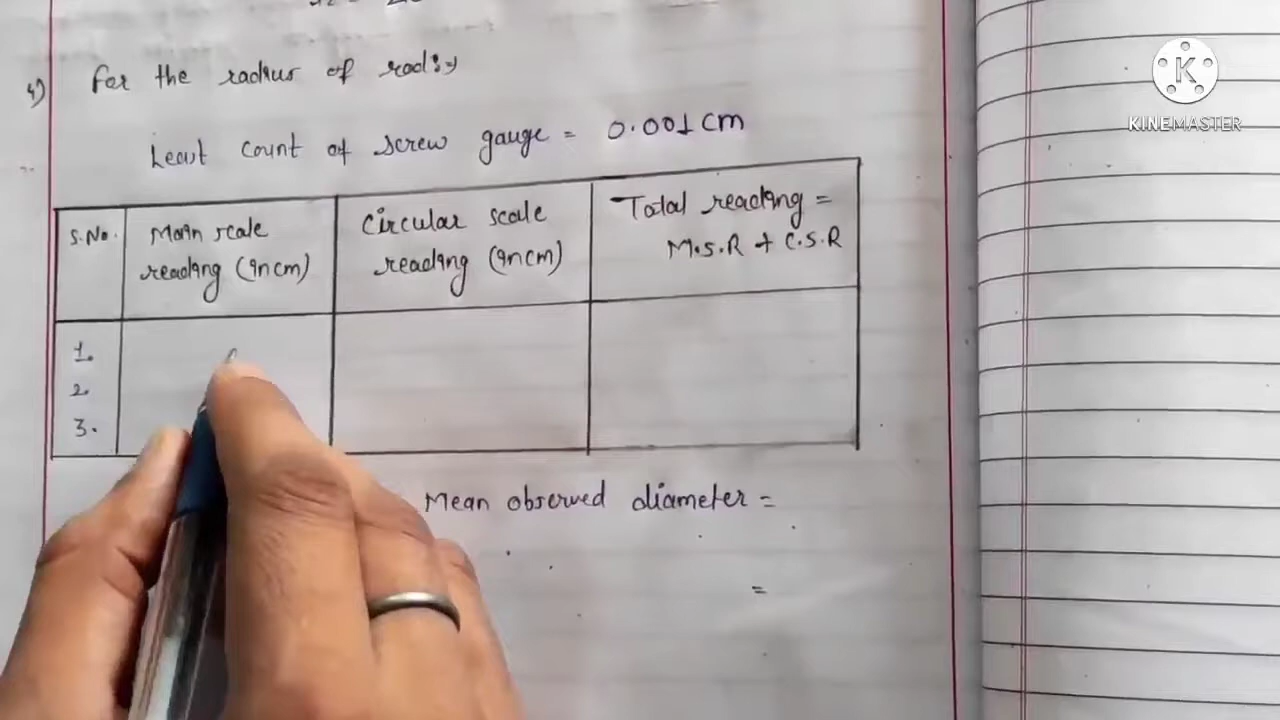 4) For the radius of rod:-
Least count of screw gauge = 0.001 cm
S.No.
Main scale
reading (in cm)
Circular scale
reading (in cm)
Total reading =
M.S.R + C.S.R
1.
2.
3.
Mean observed diameter =
=
K
KINEMASTER